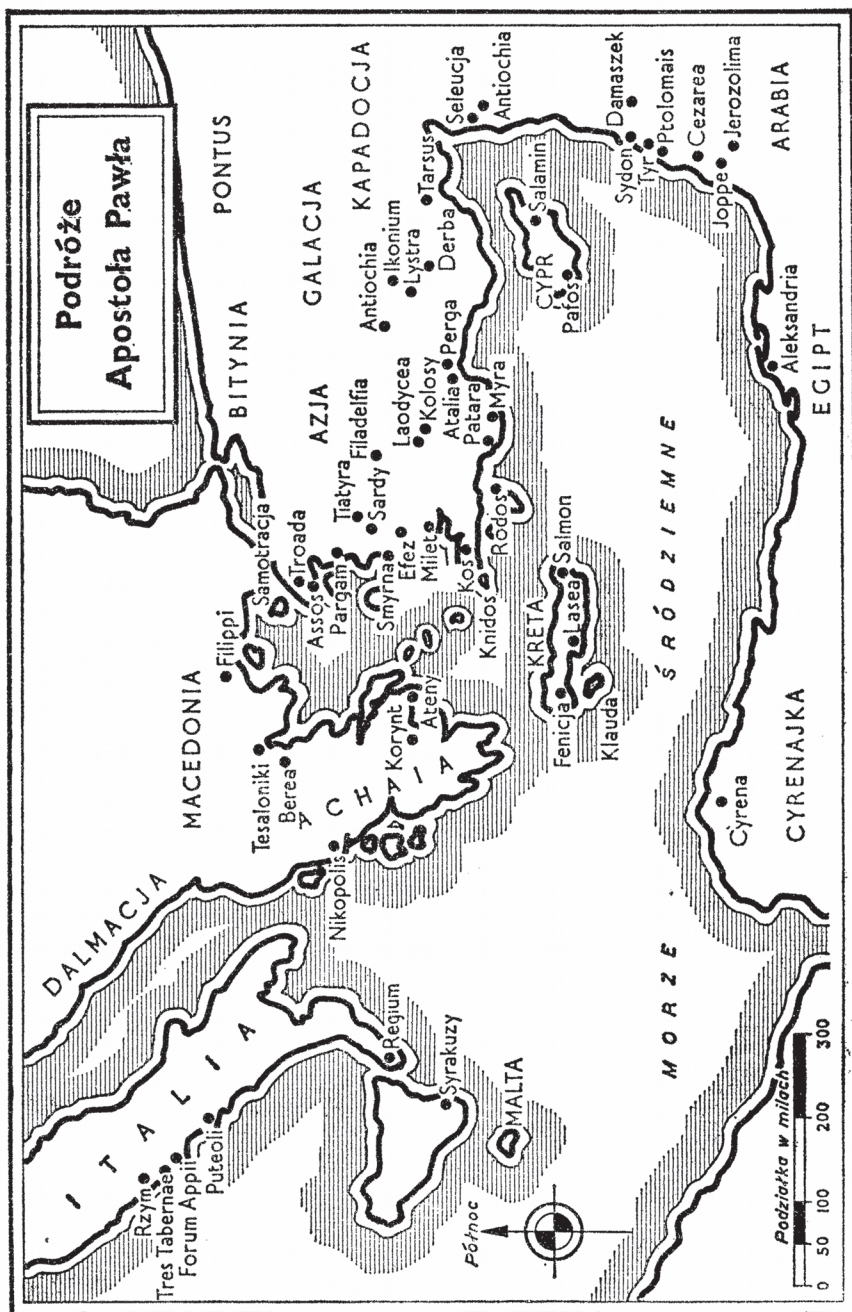 Podróże
Apostoła Pawła
DALMACJA
MACEDONIA
BITYNIA
PONTUS
ITALIA
ACHAIA
AZJA
GALACJA
KAPADOCJA
Rzym
Tres Tabernae
Forum Appii
Puteoli
Regium
Syrakuzy
MALTA
Tesaloniki
Berea
Nikopolis
Korynt
Ateny
Filippi
Samotracja
Troada
Assos
Pargam
Tiatyra
Smyrna
Sardy
Filadelfia
Efez
Milet
Laodycea
Kolosy
Antiochia
Ikonium
Lystra
Derba
Tarsus
Seleucja
Antiochia
Kos
Knidos
Rodos
Atalia
Perga
Patara
Myra
KRETA
Fenicja
Lasea
Salmon
Klauda
CYPR
Salamin
Pafos
Damaszek
Sydon
Tyr
Ptolomais
Cezarea
Joppe
Jerozolima
ARABIA
MORZE ŚRÓDZIEMNE
Północ
Cyrena
CYRENAJKA
Aleksandria
EGIPT
Podziałka w milach
0 50 100 200 300